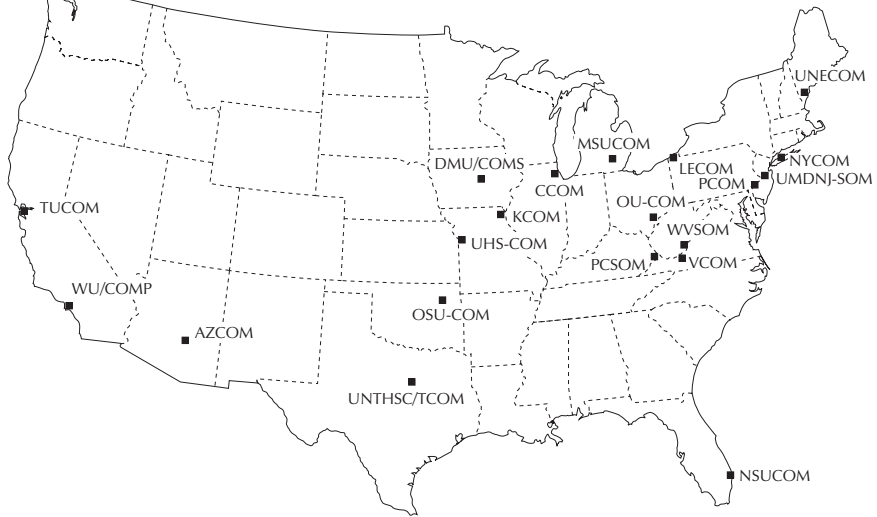 UNECOM
MSUCOM
NYCOM
LECOM
DMU/COMS
UMDNJ-SOM
PCOM
CCOM
OU-COM
TUCOM
KCOM
WVSOM
UHS-COM
PCSOM
VCOM
WU/COMP
OSU-COM
AZCOM
UNTHSC/TCOM
NSUCOM